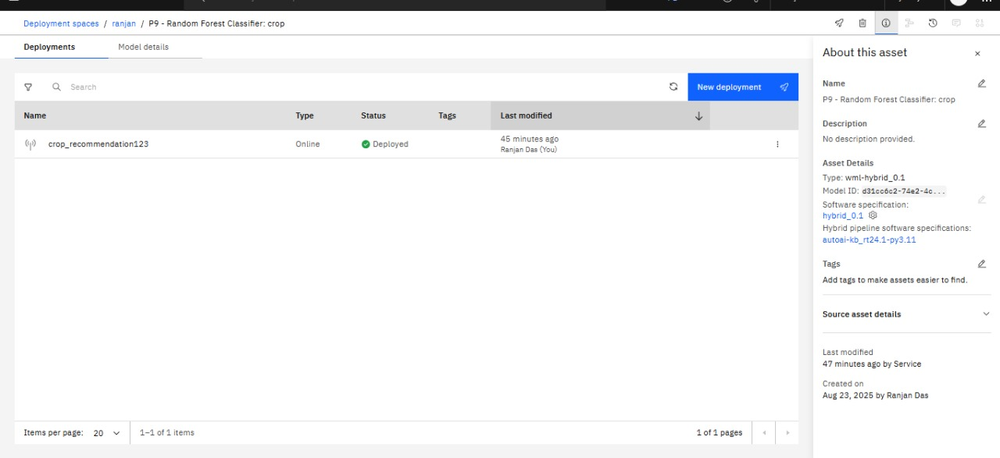 Deployment spaces / ranjan / P9 - Random Forest Classifier: crop
Deployments Model details
Search
New deployment
Name Type Status Tags Last modified
crop_recommendation123 Online Deployed 45 minutes ago
Ranjan Das (You)
Items per page: 20 1–1 of 1 items 1 of 1 pages
About this asset
Name
P9 - Random Forest Classifier: crop
Description
No description provided.
Asset Details
Type: wml-hybrid_0.1
Model ID: d31cc6c2-74e2-4c...
Software specification:
hybrid_0.1
Hybrid pipeline software specifications:
autoai-kb_rt24.1-py3.11
Tags
Add tags to make assets easier to find.
Source asset details
Last modified
47 minutes ago by Service
Created on
Aug 23, 2025 by Ranjan Das